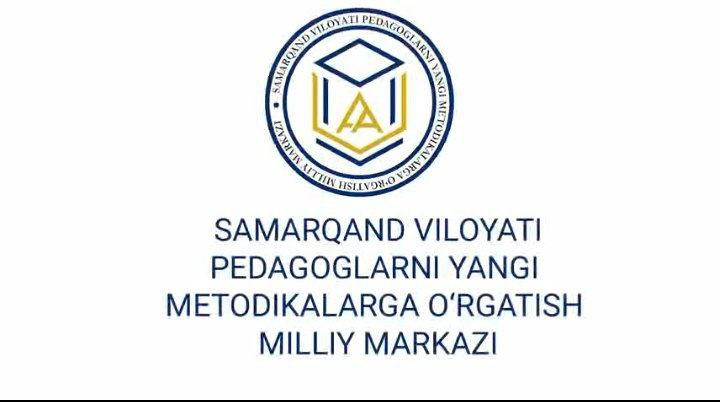 SAMARQAND VILOYATI PEDAGOGLARNI YANGI METODIKALARGA O'RGATISH MILLIY MARKAZI
SAMARQAND VILOYATI
PEDAGOGLARNI YANGI
METODIKALARGA O‘RGATISH
MILLIY MARKAZI